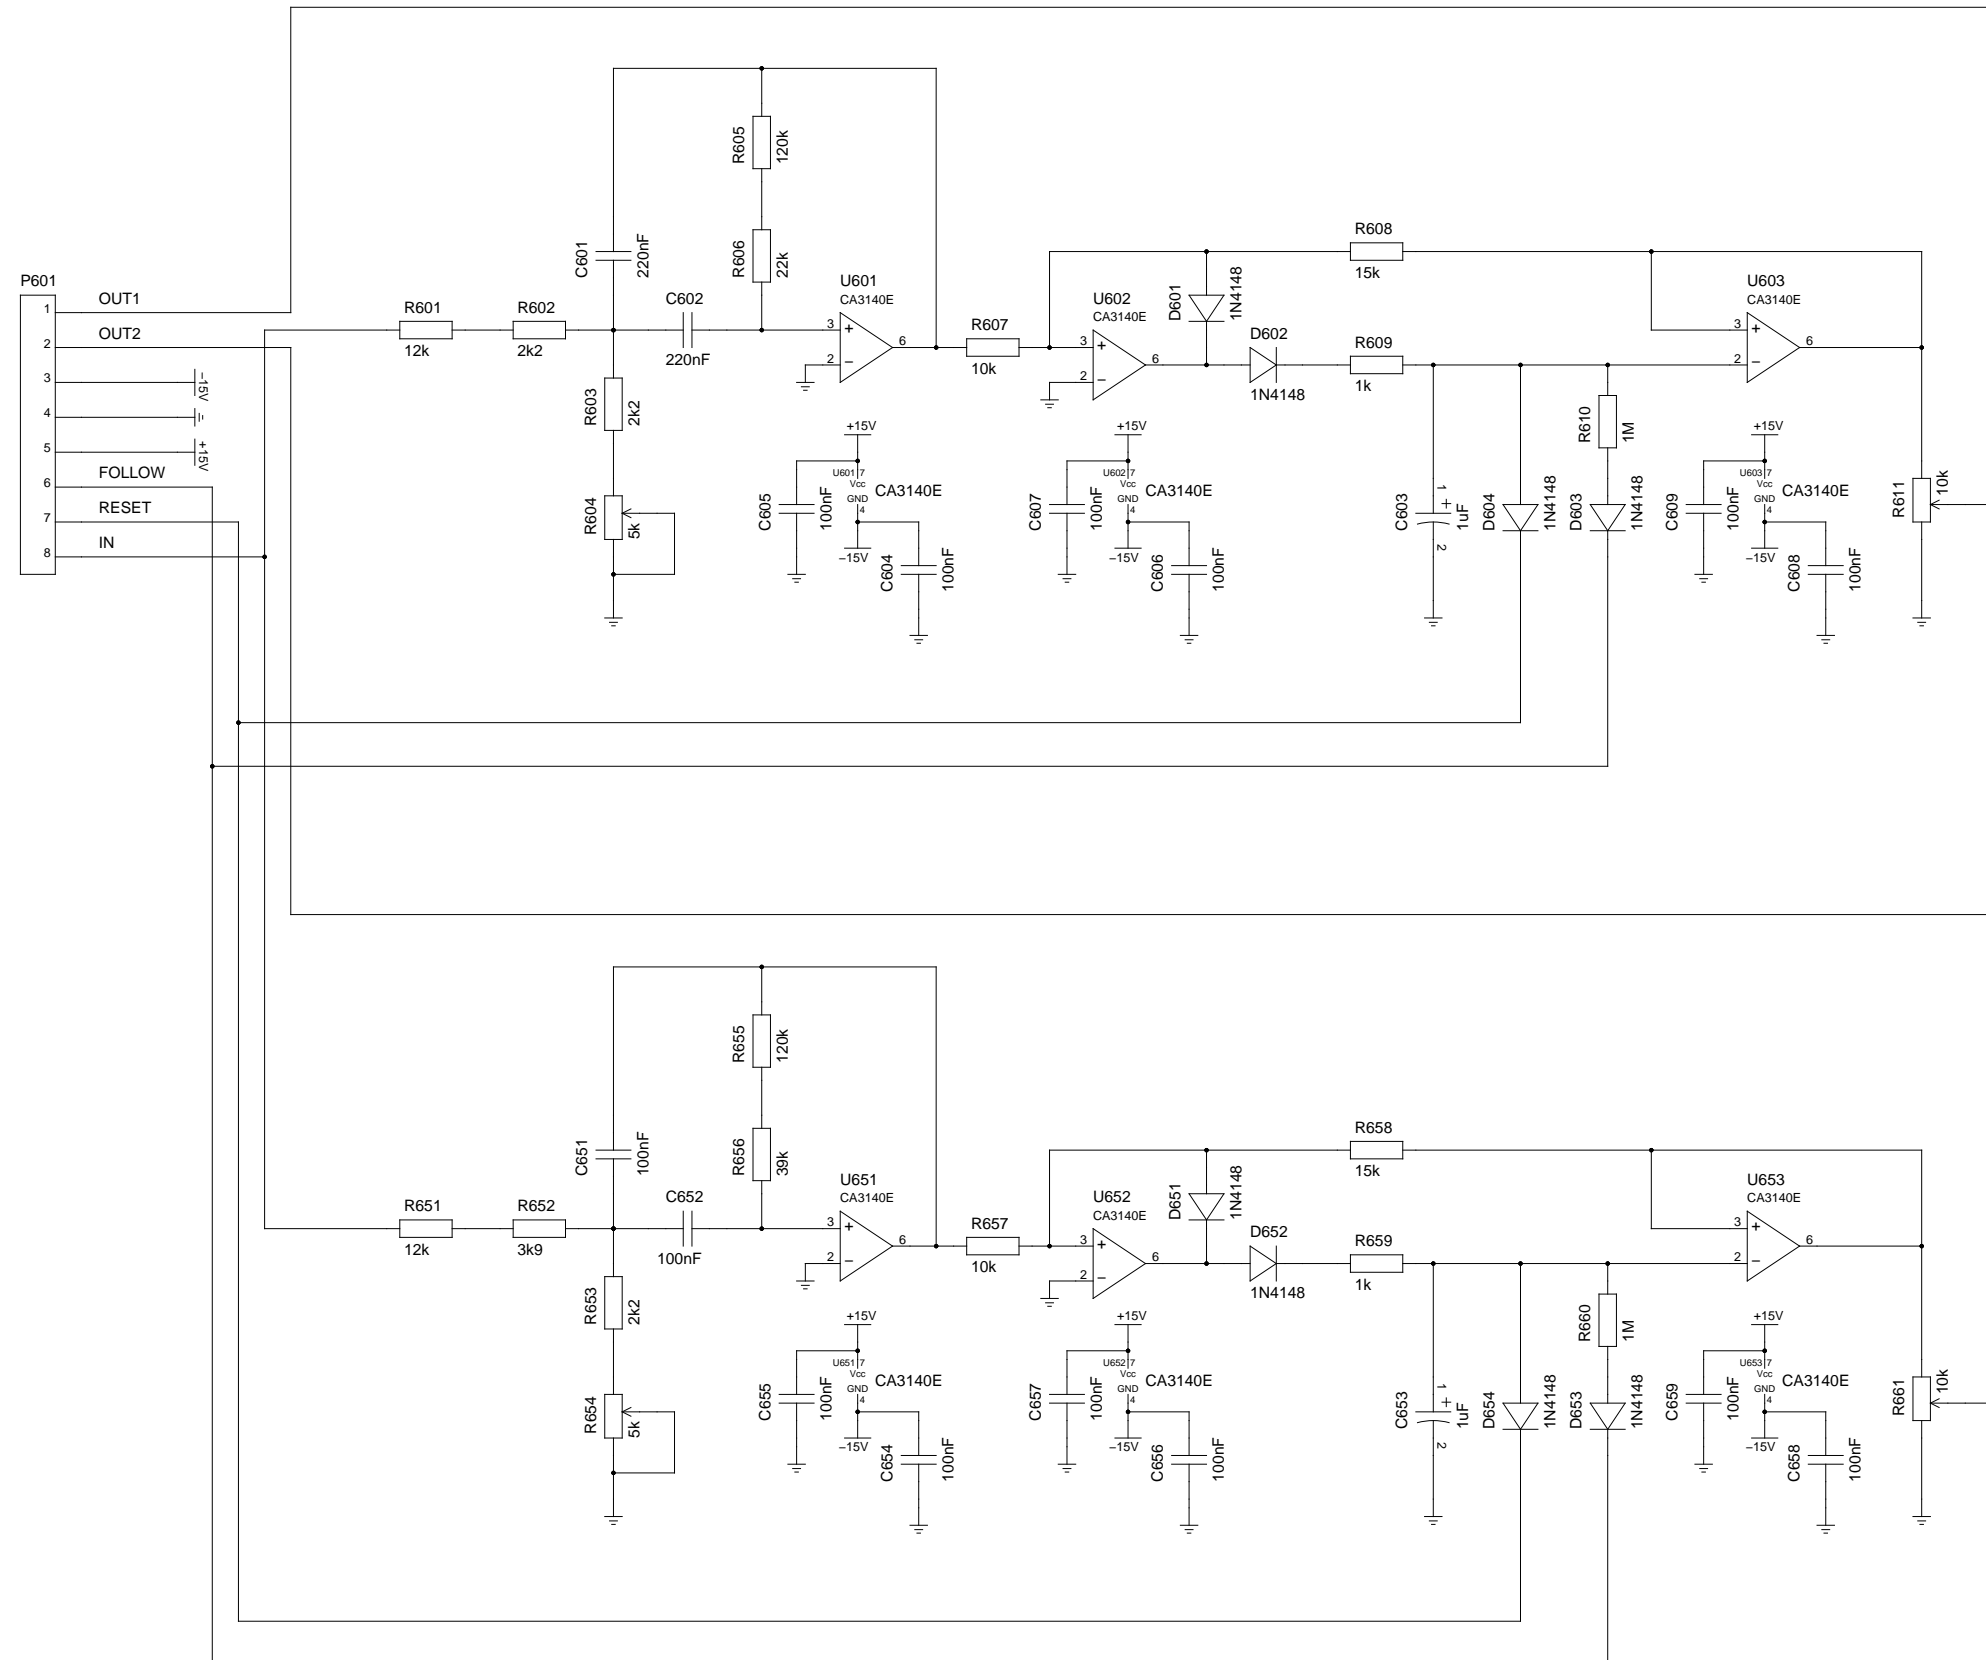 P601
1
OUT1
2
OUT2
3
-15V
4
=
5
+15V
6
FOLLOW
7
RESET
8
IN
R601
12k
R602
2k2
C601
220nF
R605
120k
R606
22k
C602
220nF
R603
2k2
R604
5k
U601
CA3140E
3
+
2
−
6
R607
10k
U602
CA3140E
3
+
2
−
6
D601
1N4148
D602
1N4148
R608
15k
R609
1k
U603
CA3140E
3
+
2
−
6
+15V
U601
7
Vcc
GND
4
CA3140E
−15V
C605
100nF
C604
100nF
+15V
U602
7
Vcc
GND
4
CA3140E
−15V
C607
100nF
C606
100nF
C603
1
+
1uF
2
D604
1N4148
R610
1M
D603
1N4148
+15V
U603
7
Vcc
GND
4
CA3140E
−15V
C609
100nF
C608
100nF
R611
10k
R651
12k
R652
3k9
C651
100nF
R655
120k
R656
39k
C652
100nF
R653
2k2
R654
5k
U651
CA3140E
3
+
2
−
6
R657
10k
U652
CA3140E
3
+
2
−
6
D651
1N4148
D652
1N4148
R658
15k
R659
1k
U653
CA3140E
3
+
2
−
6
+15V
U651
7
Vcc
GND
4
CA3140E
−15V
C655
100nF
C654
100nF
+15V
U652
7
Vcc
GND
4
CA3140E
−15V
C657
100nF
C656
100nF
C653
1
+
1uF
2
D654
1N4148
R660
1M
D653
1N4148
+15V
U653
7
Vcc
GND
4
CA3140E
−15V
C659
100nF
C658
100nF
R661
10k